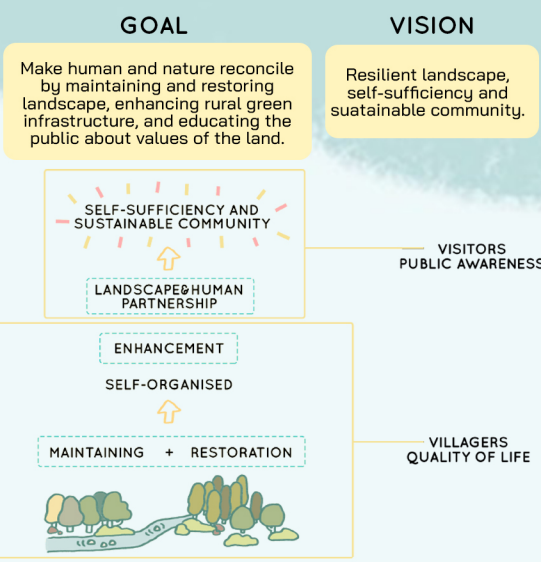 GOAL
Make human and nature reconcile
by maintaining and restoring
landscape, enhancing rural green
infrastructure, and educating the
public about values of the land.
VISION
Resilient landscape,
self-sufficiency and
suatainable community.
SELF-SUFFICIENCY AND
SUSTAINABLE COMMUNITY
LANDSCAPE&HUMAN
PARTNERSHIP
VISITORS
PUBLIC AWARENESS
ENHANCEMENT
SELF-ORGANISED
MAINTAINING + RESTORATION
VILLAGERS
QUALITY OF LIFE